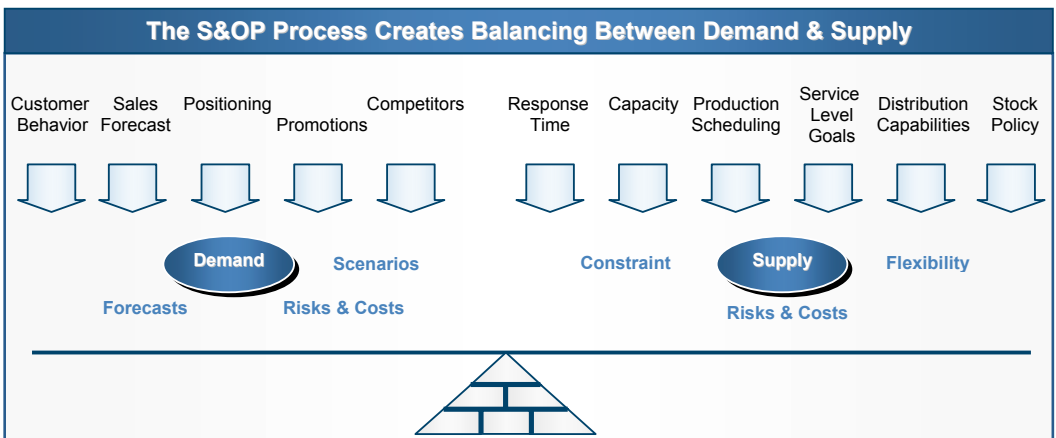 The S&OP Process Creates Balancing Between Demand & Supply
Customer
Behavior
Sales
Forecast
Positioning
Promotions
Competitors
Response
Time
Capacity
Production
Scheduling
Service
Level
Goals
Distribution
Capabilities
Stock
Policy
Demand
Scenarios
Forecasts
Risks & Costs
Constraint
Supply
Flexibility
Risks & Costs